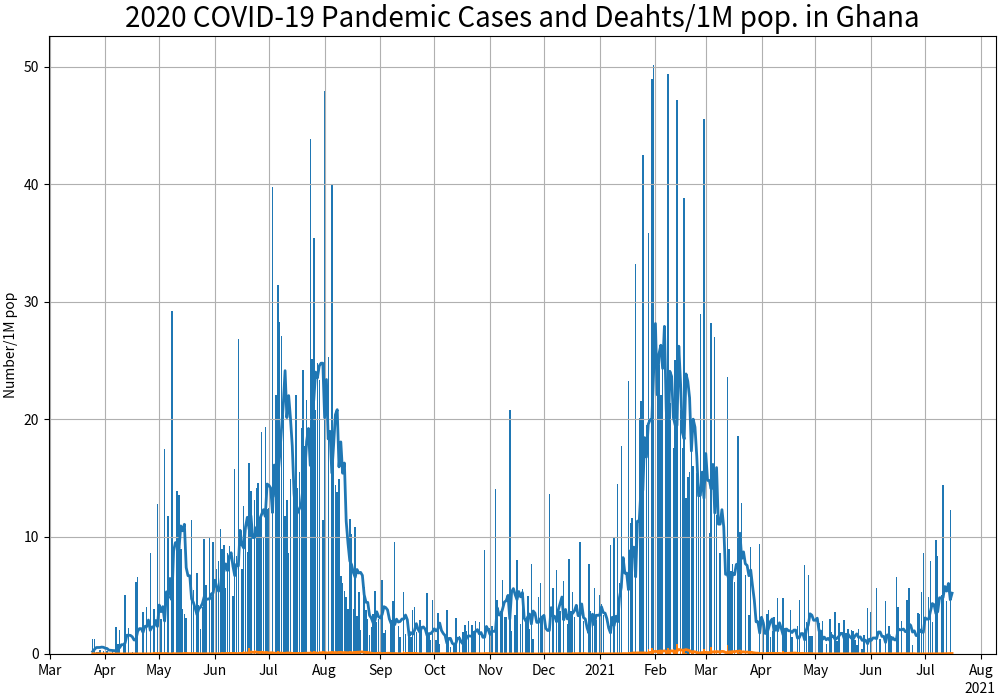 2020 COVID-19 Pandemic Cases and Deahts/1M pop. in Ghana
Number/1M pop
50
40
30
20
10
0
Mar Apr May Jun Jul Aug Sep Oct Nov Dec 2021 Feb Mar Apr May Jun Jul Aug
2021